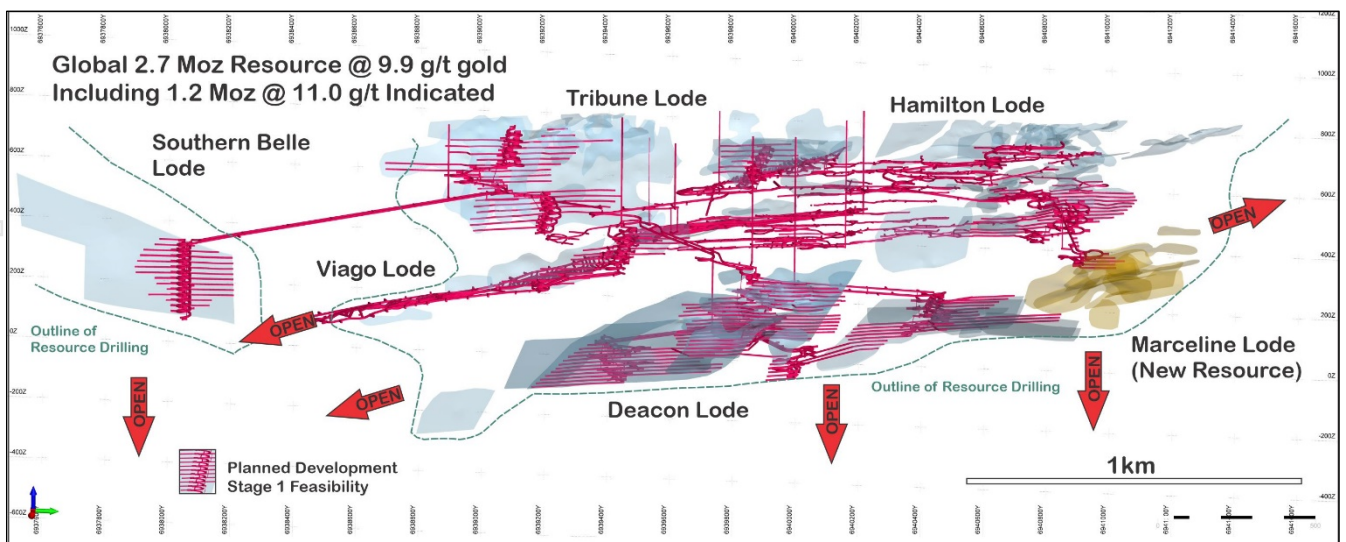 Global 2.7 Moz Resource @ 9.9 g/t gold
Including 1.2 Moz @ 11.0 g/t Indicated
Tribune Lode
Hamilton Lode
Southern Belle
Lode
Viago Lode
OPEN
OPEN
Outline of
Resource Drilling
OPEN
OPEN
Deacon Lode
OPEN
Outline of Resource Drilling
OPEN
Marceline Lode
(New Resource)
Planned Development
Stage 1 Feasibility
1km
1000Z
800Z
600Z
400Z
200Z
0Z
-200Z
-400Z
-600Z
1200Z
1000Z
800Z
600Z
400Z
200Z
0Z
-200Z
-400Z